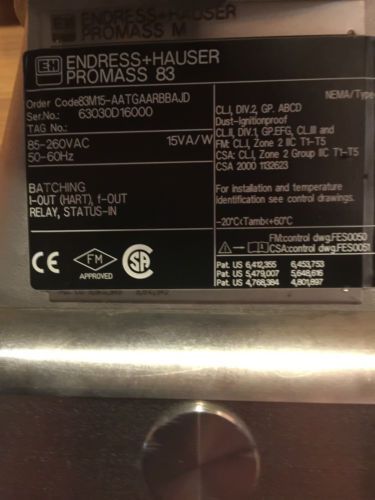 ENDRESS+HAUSER
PROMASS M
EH ENDRESS+HAUSER
PROMASS 83
Order Code83M15-AATGAARBBAJD
Ser.No.: 63030D16000
TAG No.:
85-260VAC 15VA/W
50-60Hz
BATCHING
I-OUT (HART), f-OUT
RELAY, STATUS-IN
CE
FM
APPROVED
NEMA/Type
CL.I, DIV.2, GP. ABCD
Dust-Ignitionproof
CL.II, DIV.1, GP.EFG, CL.III and
FM: CL.I, Zone 2 IIC T1-T5
CSA: CL.I, Zone 2 Group IIC T1-T5
CSA 2000 1132623
For installation and temperature
identification see control drawings.
-20°C<Tamb<+60°C
FM:control dwg.FES0050
CSA:control dwg.FES0051
Pat. US 6,412,355 6,453,753
Pat. US 5,479,007 5,648,616
Pat. US 4,768,384 4,801,897